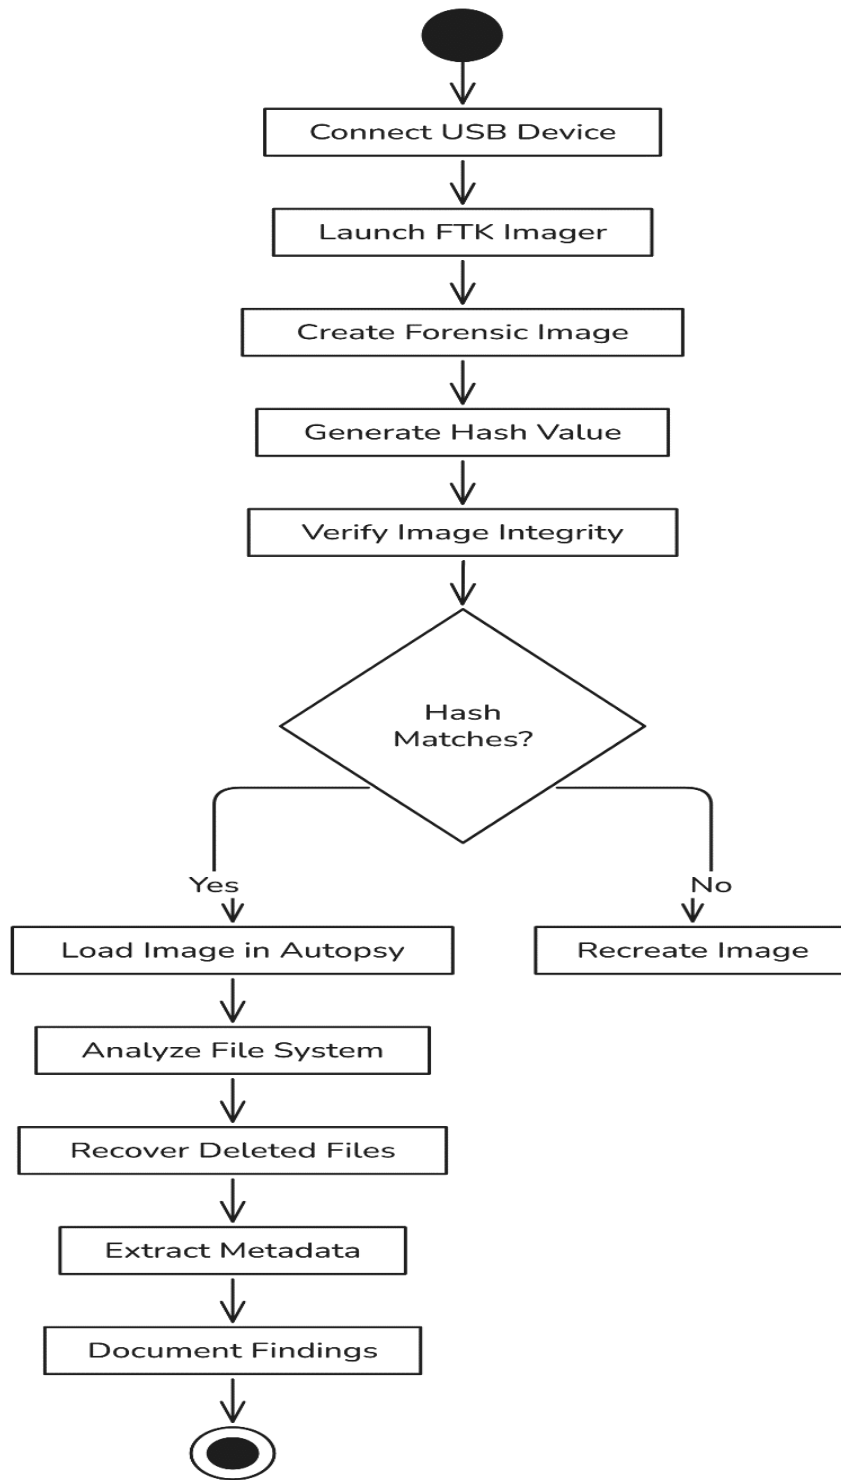 Connect USB Device
Launch FTK Imager
Create Forensic Image
Generate Hash Value
Verify Image Integrity
Hash
Matches?
Yes
No
Load Image in Autopsy
Recreate Image
Analyze File System
Recover Deleted Files
Extract Metadata
Document Findings